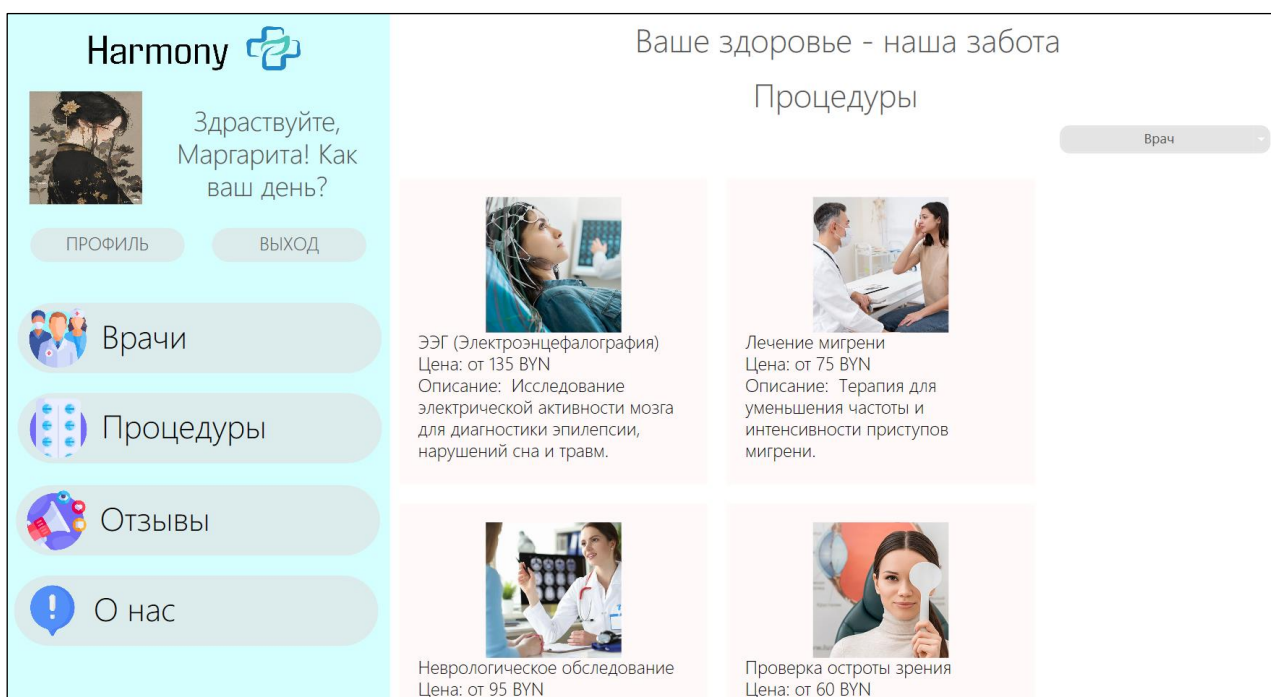 Harmony
Здраствуйте,
Маргарита! Как
ваш день?
ПРОФИЛЬ
ВЫХОД
Врачи
Процедуры
Отзывы
О нас
Ваше здоровье - наша забота
Процедуры
Врач
ЭЭГ (Электроэнцефалография)
Цена: от 135 BYN
Описание:  Исследование
электрической активности мозга
для диагностики эпилепсии,
нарушений сна и травм.
Лечение мигрени
Цена: от 75 BYN
Описание:  Терапия для
уменьшения частоты и
интенсивности приступов
мигрени.
Неврологическое обследование
Цена: от 95 BYN
Проверка остроты зрения
Цена: от 60 BYN